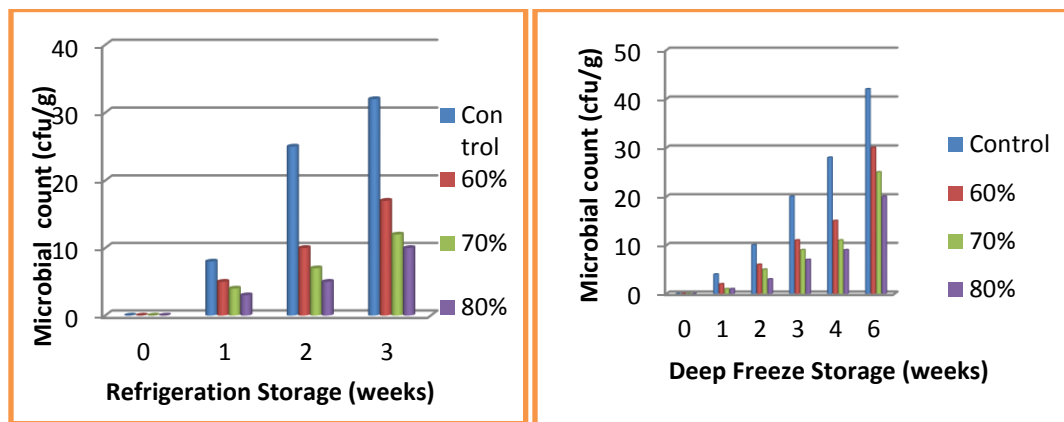 Microbial count (cfu/g)
40
30
20
10
0
0 1 2 3
Refrigeration Storage (weeks)
Con
trol
60%
70%
80%
Microbial count (cfu/g)
50
40
30
20
10
0
0 1 2 3 4 6
Deep Freeze Storage (weeks)
Control
60%
70%
80%